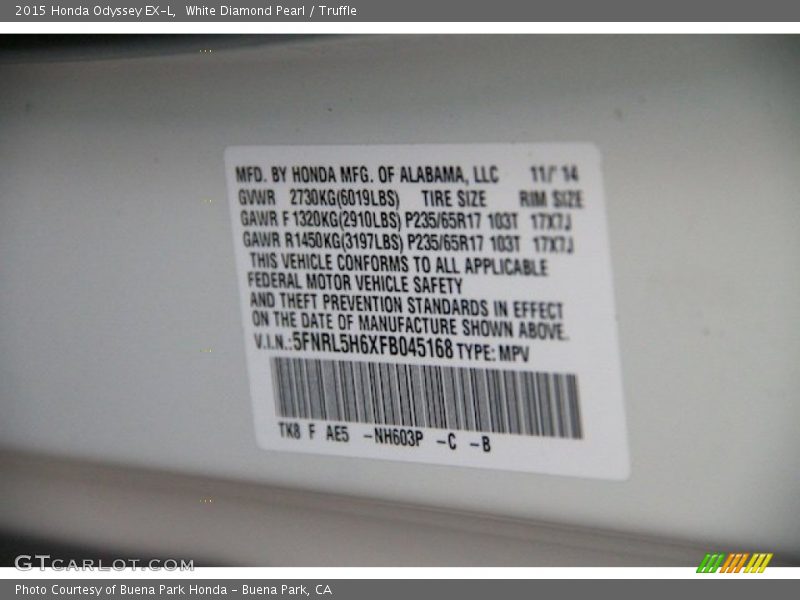 2015 Honda Odyssey EX-L, White Diamond Pearl / Truffle
MFD. BY HONDA MFG. OF ALABAMA, LLC 11/' 14
GVWR 2730KG(6019LBS) TIRE SIZE RIM SIZE
GAWR F 1320KG(2910LBS) P235/65R17 103T 17X7J
GAWR R1450KG(3197LBS) P235/65R17 103T 17X7J
THIS VEHICLE CONFORMS TO ALL APPLICABLE
FEDERAL MOTOR VEHICLE SAFETY
AND THEFT PREVENTION STANDARDS IN EFFECT
ON THE DATE OF MANUFACTURE SHOWN ABOVE.
V.I.N.:5FNRL5H6XFB045168 TYPE: MPV
TK8 F AE5 -NH603P -C -B
GTCARLOT.COM
Photo Courtesy of Buena Park Honda - Buena Park, CA